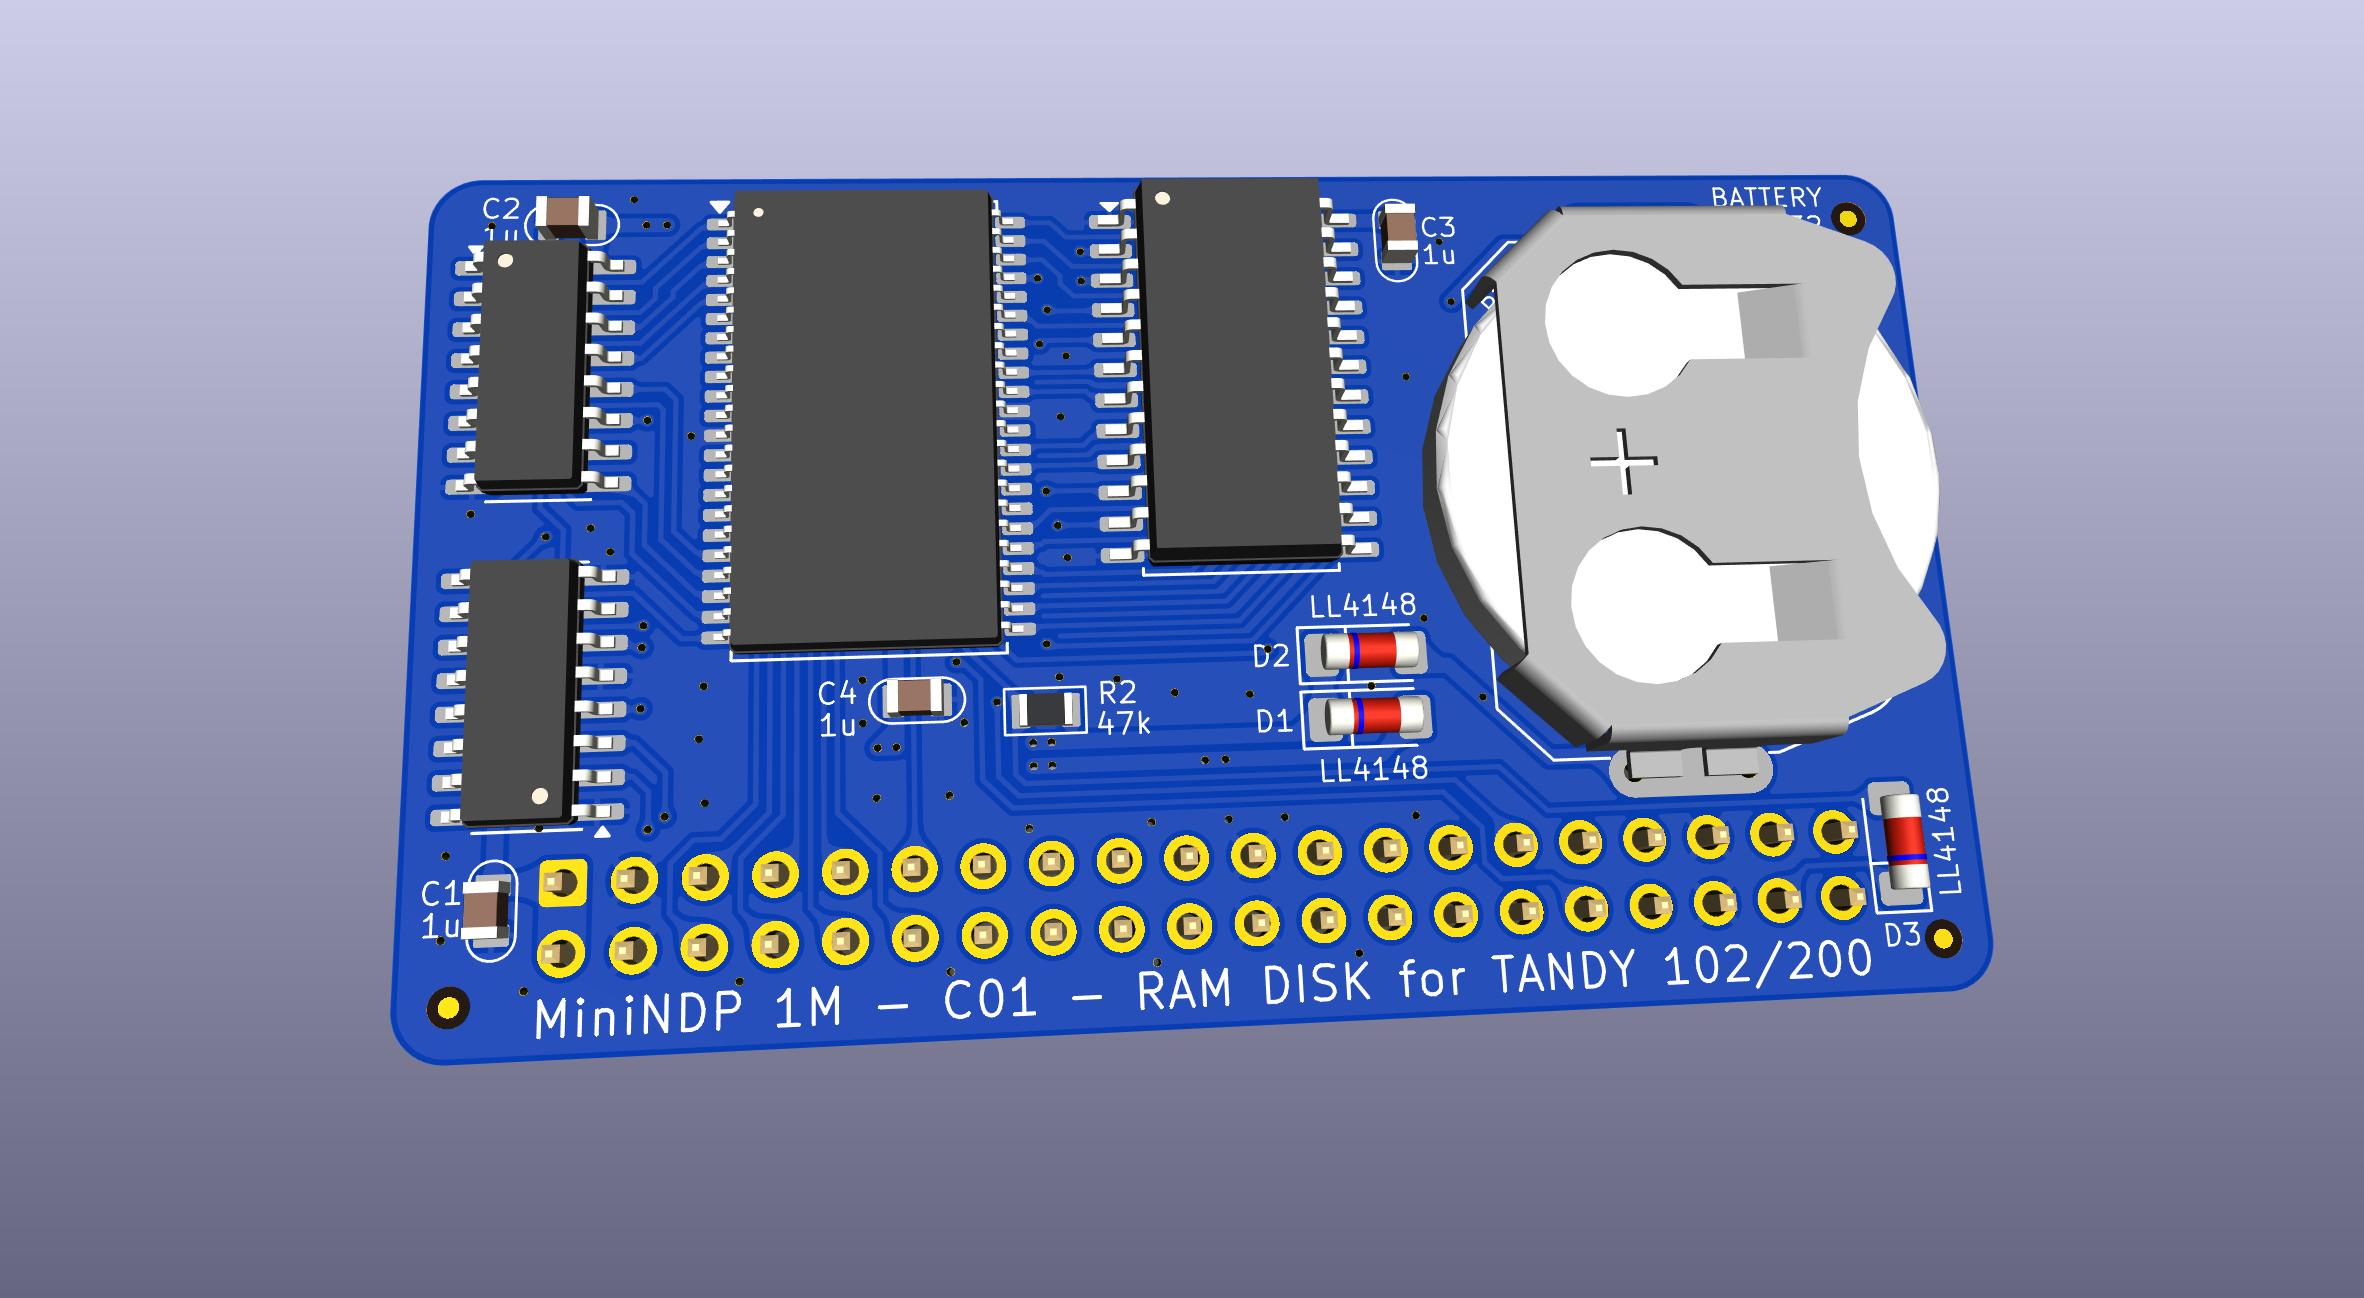 C2
BATTERY
C3
1u
LL4148
D2
C4
1u
R2
47k
D1
LL4148
LL4148
C1
1u
D3
MiniNDP 1M - C01 - RAM DISK for TANDY 102/200